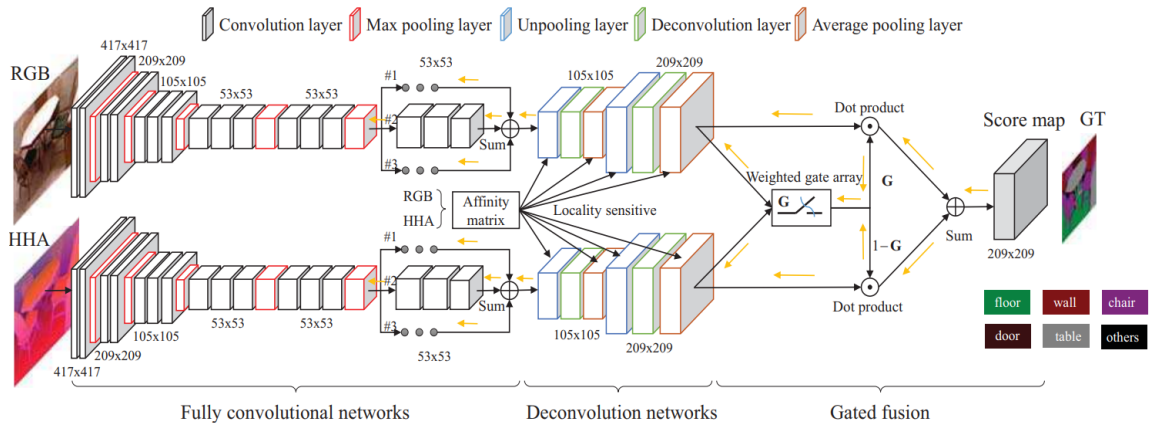 Convolution layer Max pooling layer Unpooling layer Deconvolution layer Average pooling layer
417x417
209x209
105x105
53x53
53x53
53x53
105x105
209x209
RGB
#1
#2
#3
Sum
Dot product
Score map
GT
Weighted gate array
G
G
1−G
Sum
209x209
RGB
HHA
Affinity
matrix
Locality sensitive
HHA
#1
#2
#3
Sum
Dot product
417x417
209x209
105x105
53x53
53x53
53x53
105x105
209x209
floor wall chair
door table others
Fully convolutional networks Deconvolution networks Gated fusion